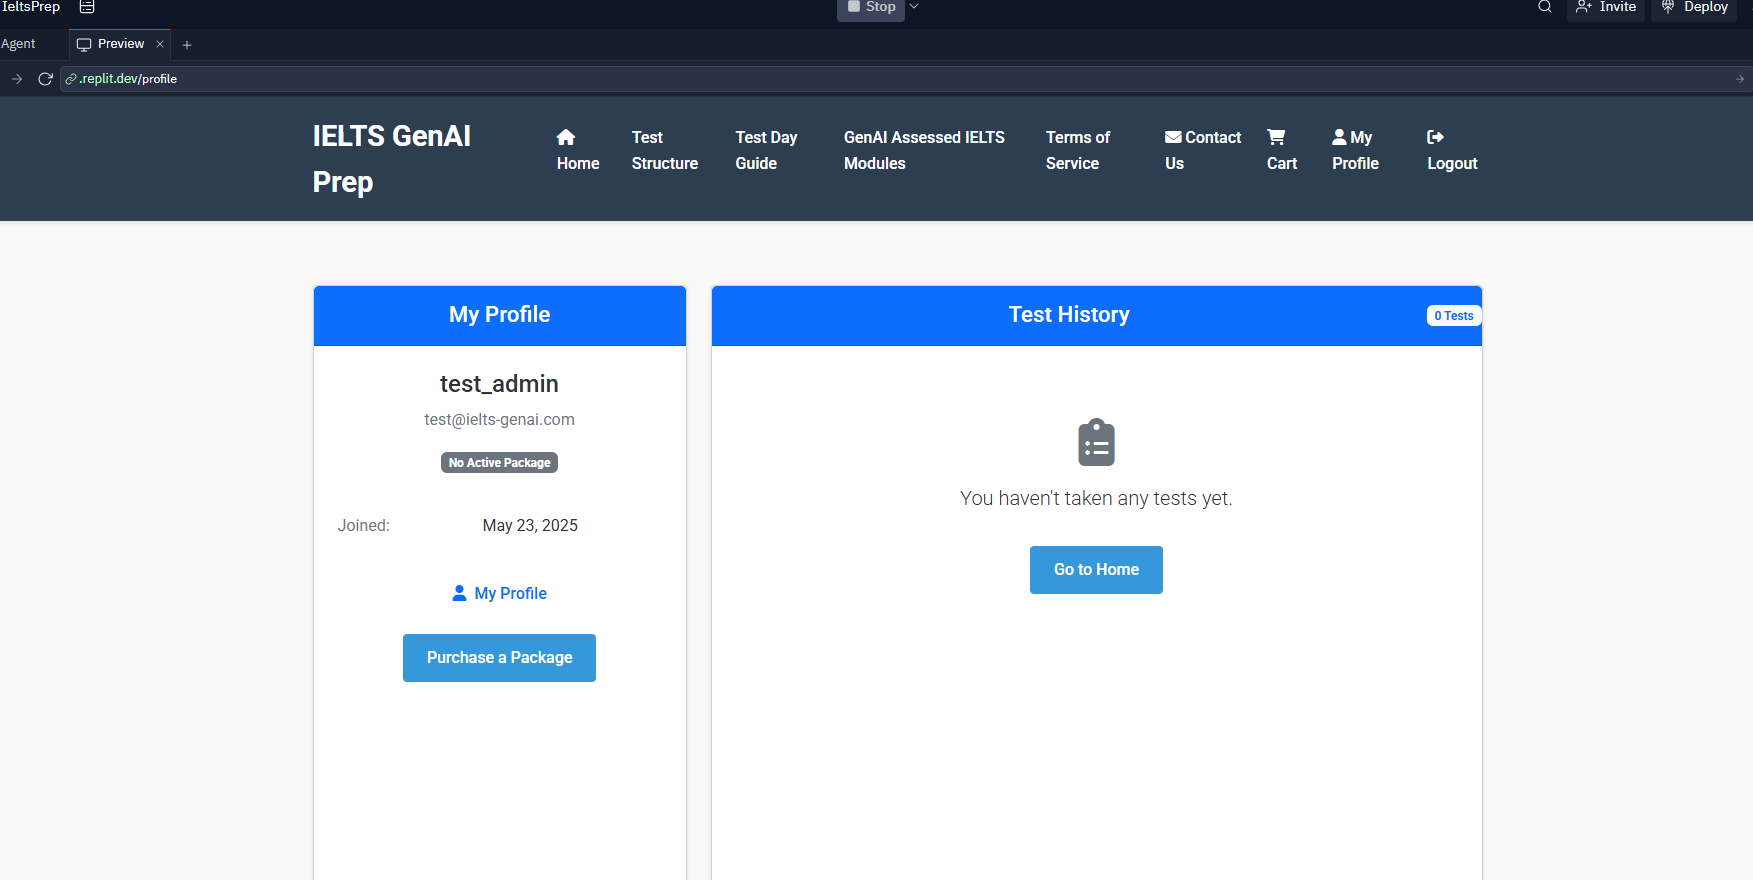 IeltsPrep
Stop
Invite
Deploy
Agent
Preview
.replit.dev/profile
IELTS GenAI
Prep
Home
Test
Structure
Test Day
Guide
GenAI Assessed IELTS
Modules
Terms of
Service
Contact
Us
Cart
My
Profile
Logout
My Profile
test_admin
test@ielts-genai.com
No Active Package
Joined: May 23, 2025
My Profile
Purchase a Package
Test History
0 Tests
You haven't taken any tests yet.
Go to Home